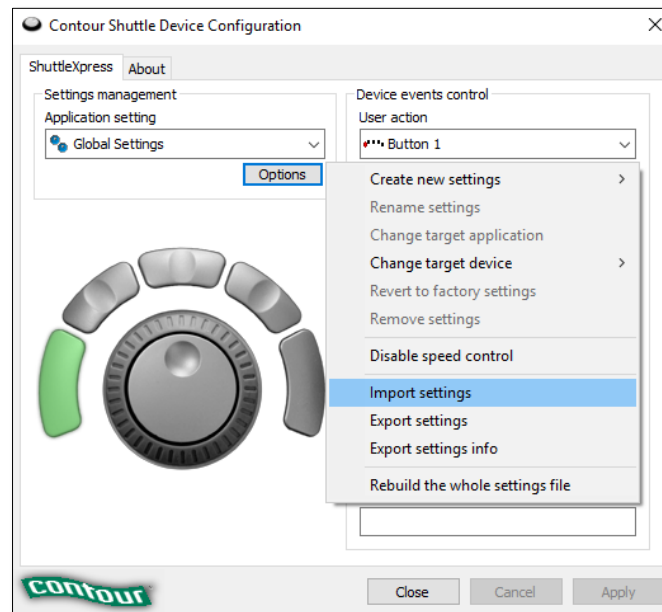 Contour Shuttle Device Configuration
ShuttleXpress
About
Settings management
Application setting
Global Settings
Options
Device events control
User action
Button 1
Create new settings
Rename settings
Change target application
Change target device
Revert to factory settings
Remove settings
Disable speed control
Import settings
Export settings
Export settings info
Rebuild the whole settings file
contour
Close
Cancel
Apply